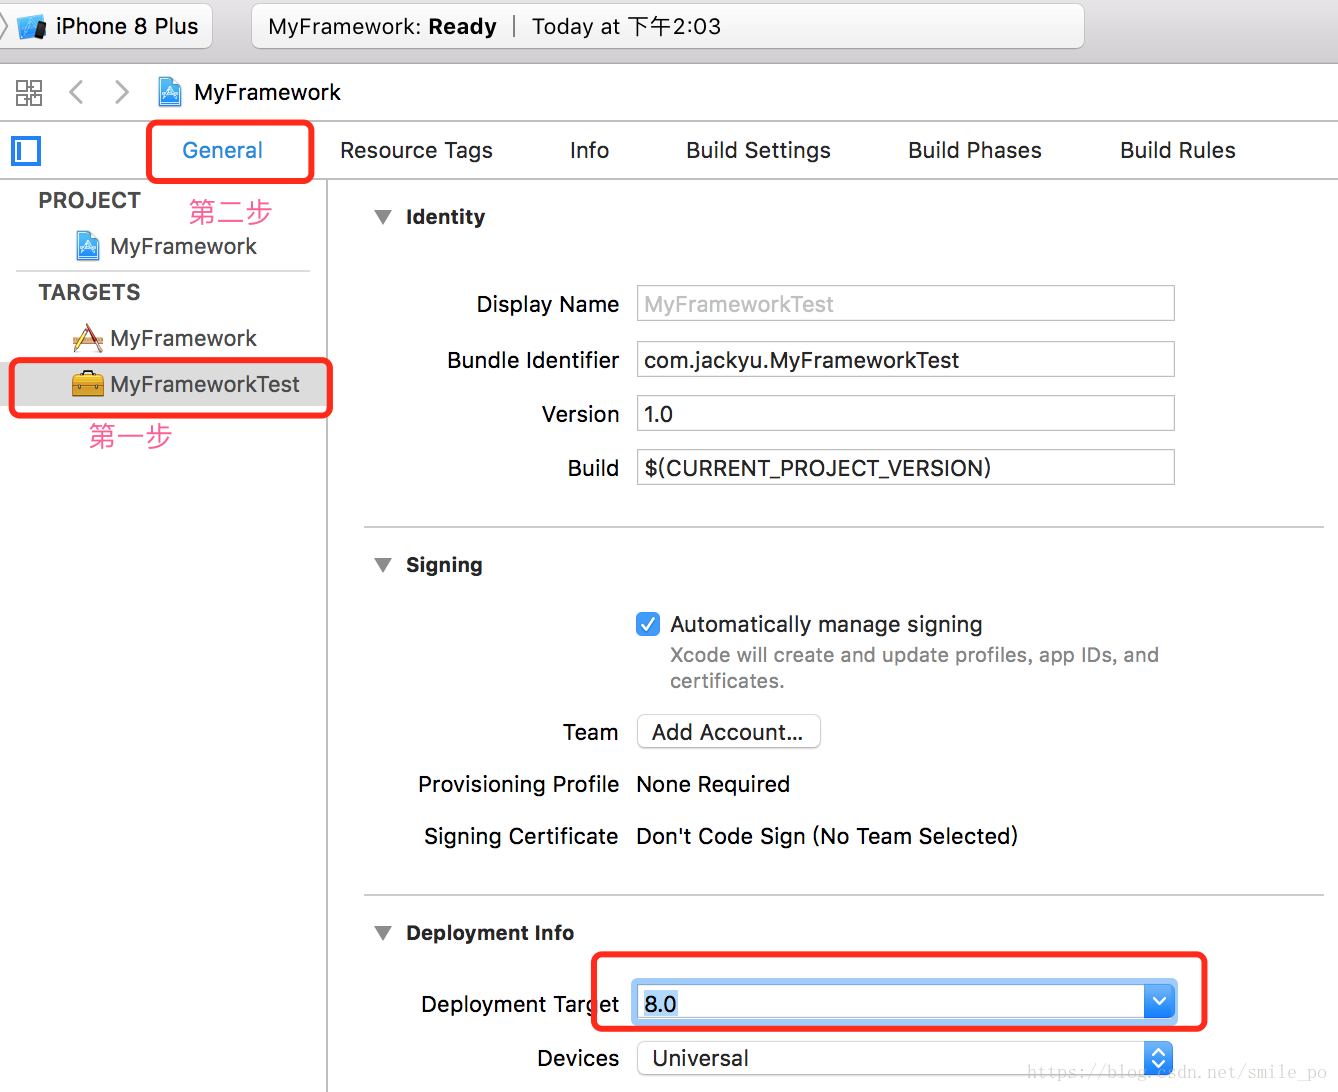 iPhone 8 Plus
MyFramework: Ready | Today at 下午2:03
MyFramework
General Resource Tags Info Build Settings Build Phases Build Rules
PROJECT
第二步
MyFramework
TARGETS
MyFramework
MyFrameworkTest
第一步
Identity
Display Name MyFrameworkTest
Bundle Identifier com.jackyu.MyFrameworkTest
Version 1.0
Build $(CURRENT_PROJECT_VERSION)
Signing
Automatically manage signing
Xcode will create and update profiles, app IDs, and
certificates.
Team Add Account...
Provisioning Profile None Required
Signing Certificate Don't Code Sign (No Team Selected)
Deployment Info
Deployment Target 8.0
Devices Universal
https://blog.csdn.net/smile_po